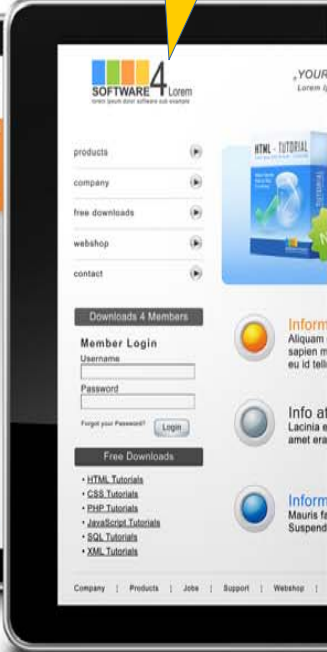 SOFTWARE 4 Lorem
lorem ipsum dolor software sub example
products
company
free downloads
webshop
contact
Downloads 4 Members
Member Login
Username
Password
Forgot your Password? Login
Free Downloads
• HTML Tutorials
• CSS Tutorials
• PHP Tutorials
• JavaScript Tutorials
• SQL Tutorials
• XML Tutorials
„YOUR
Lorem
HTML - TUTORIAL
Inform
Aliquam
sapien m
eu id tell
Info at
Lacinia e
amet era
Inform
Mauris fa
Suspend
Company | Products | Jobs | Support | Webshop |